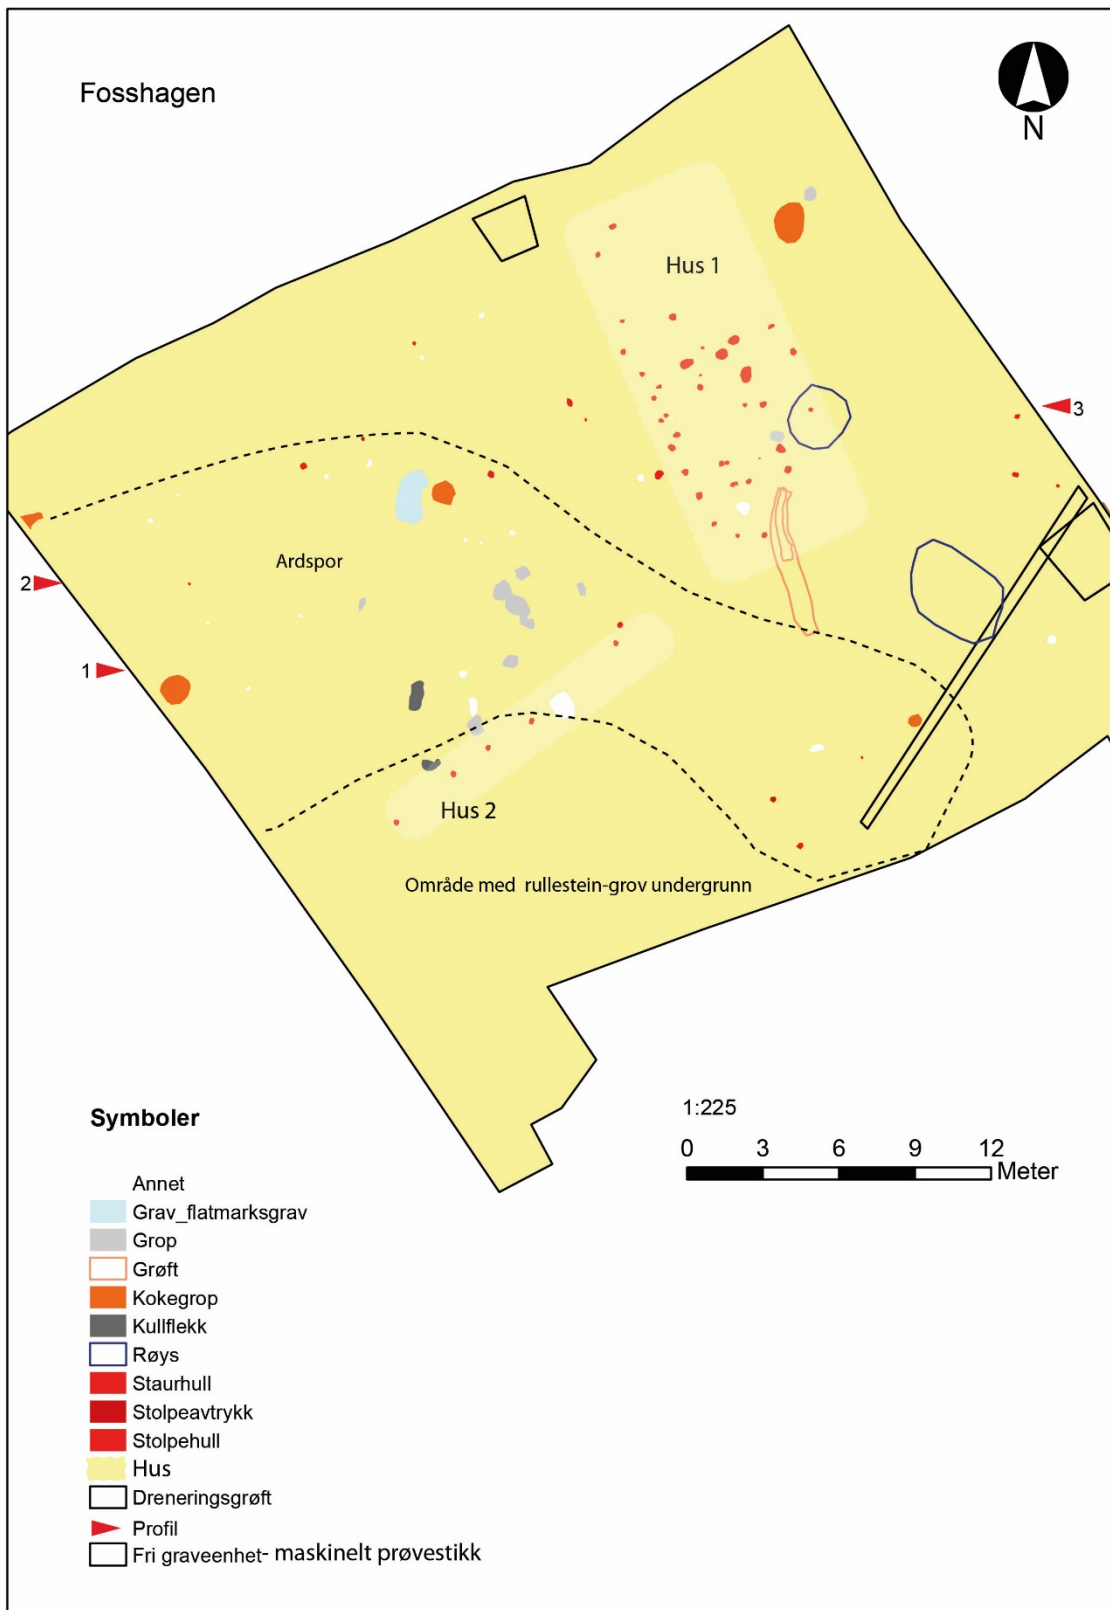 Fosshagen
N
Hus 1
3
Ardspor
2
1
Hus 2
Område med rullestein-grov undergrunn
1:225
0 3 6 9 12
Meter
Symboler
Annet
Grav_flatmarksgrav
Grop
Grøft
Kokegrop
Kullflekk
Røys
Staurhull
Stolpeavtrykk
Stolpehull
Hus
Dreneringsgrøft
Profil
Fri graveenhet- maskinelt prøvestikk